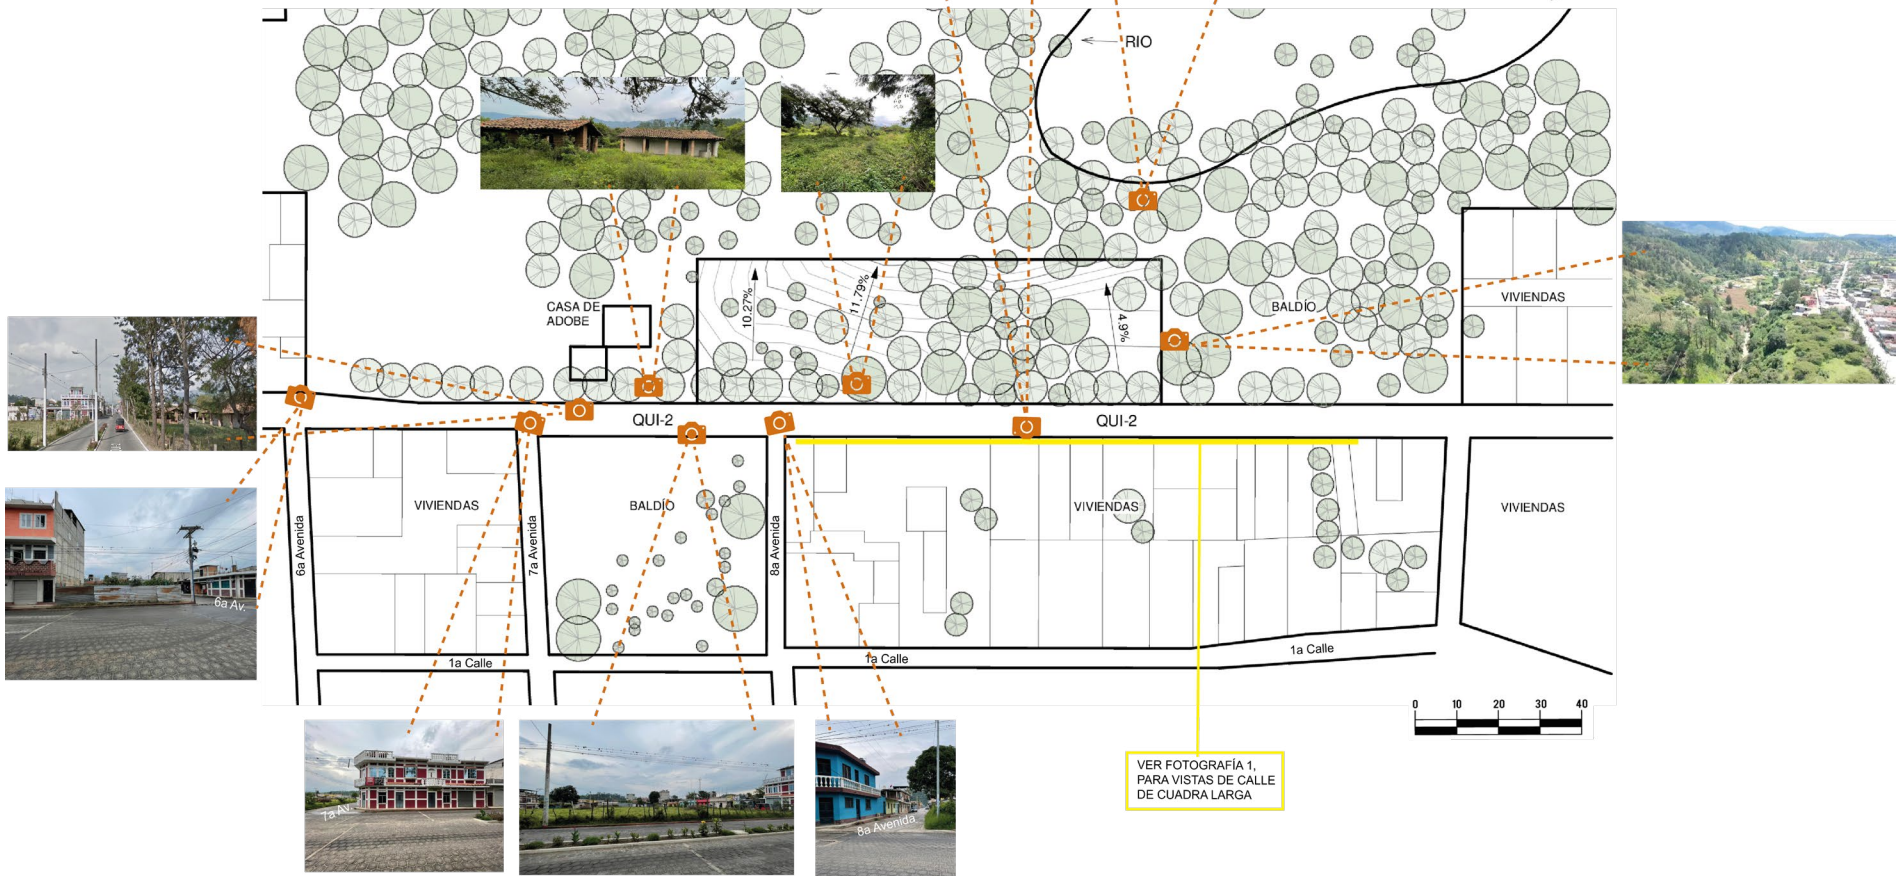 RIO
CASA DE
ADOBE
10.27%
11.79%
4.9%
BALDÍO
VIVIENDAS
QUI-2
QUI-2
VIVIENDAS
BALDÍO
VIVIENDAS
VIVIENDAS
6a Avenida
7a Avenida
8a Avenida
6a Av.
1a Calle
1a Calle
1a Calle
0 10 20 30 40
7a Av.
8a Avenida
VER FOTOGRAFÍA 1,
PARA VISTAS DE CALLE
DE CUADRA LARGA